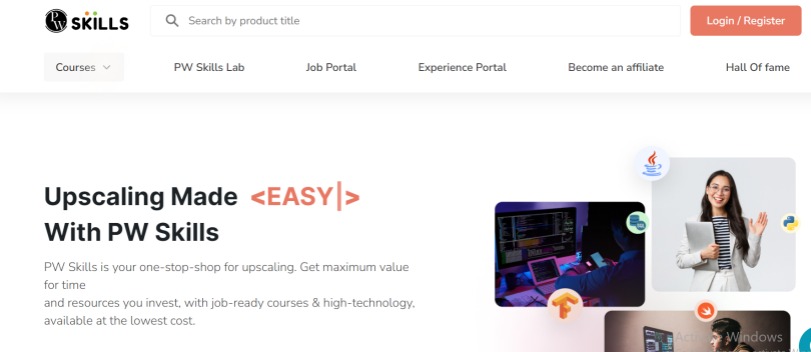 PW SKILLS
Search by product title
Login / Register
Courses
PW Skills Lab
Job Portal
Experience Portal
Become an affiliate
Hall Of fame
Upscaling Made <EASY|>
With PW Skills
PW Skills is your one-stop-shop for upscaling. Get maximum value
for time
and resources you invest, with job-ready courses & high-technology,
available at the lowest cost.
Activate Windows